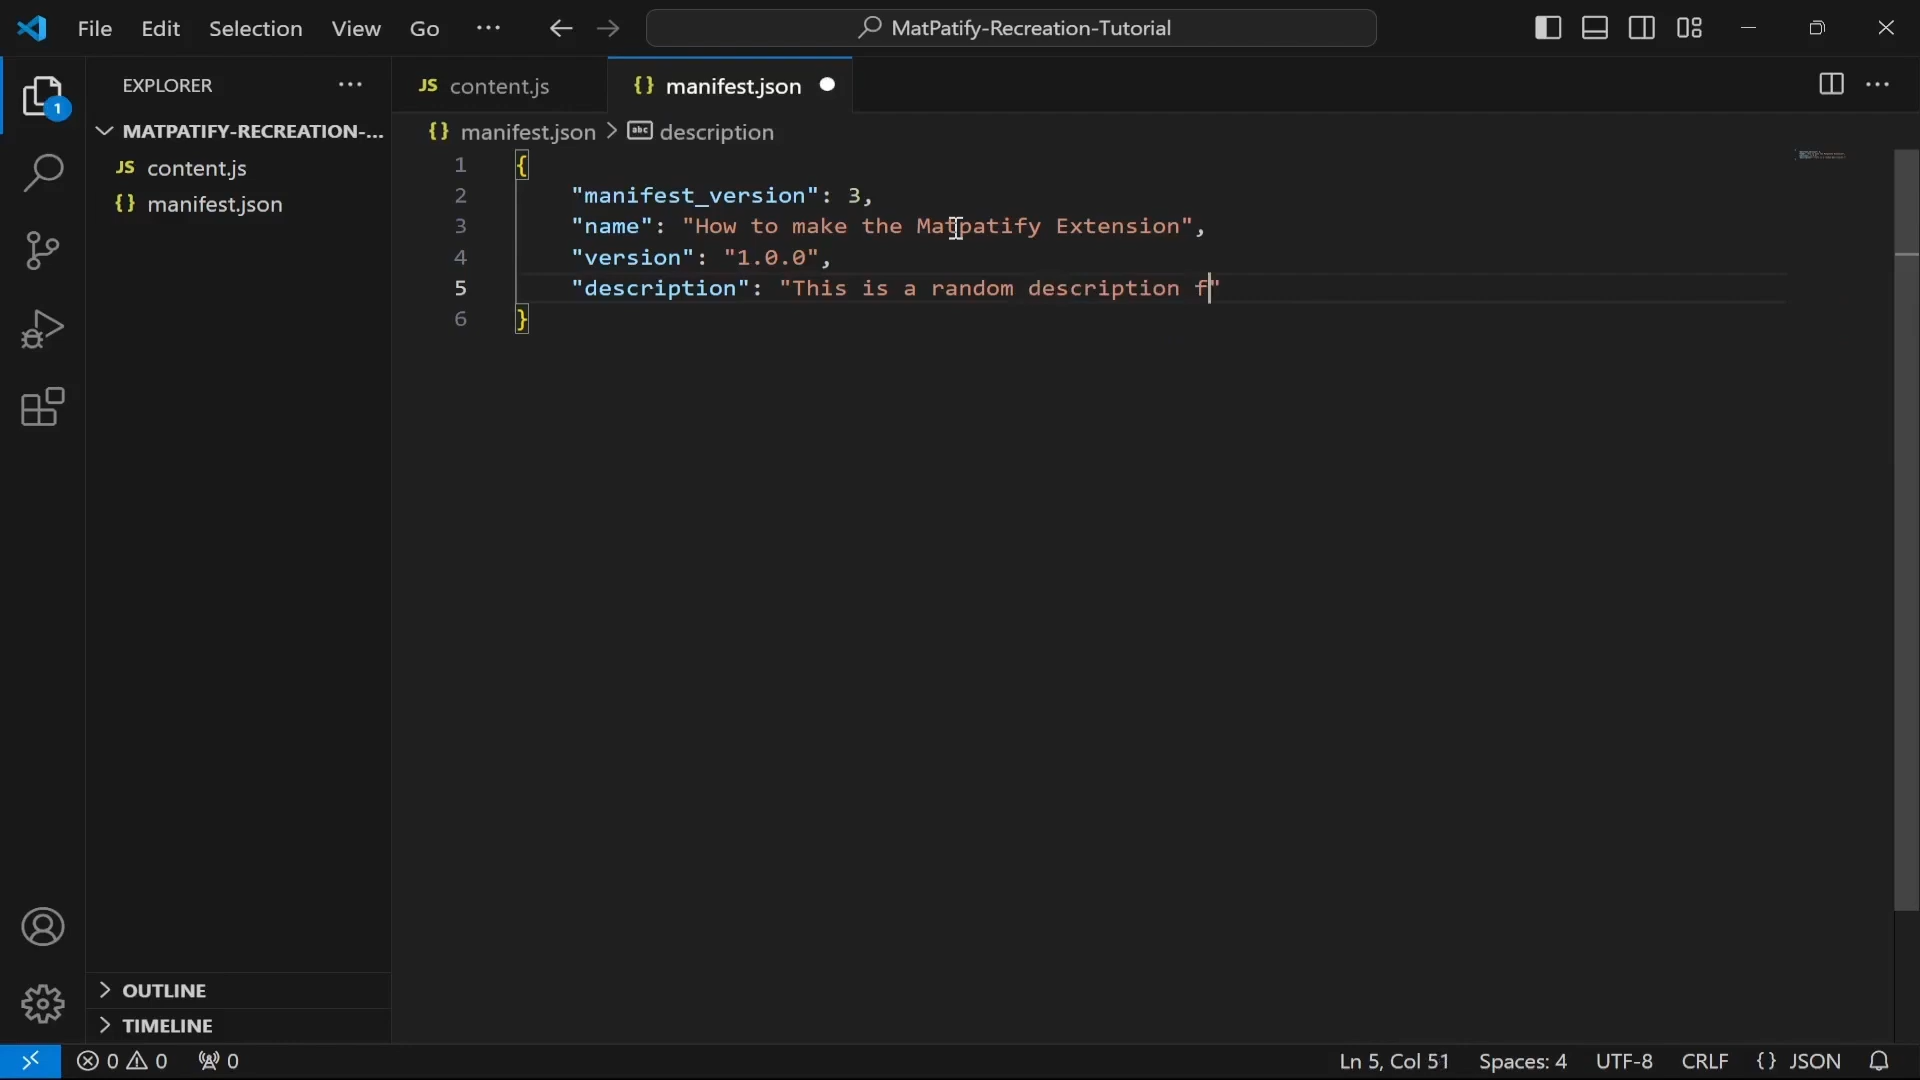 File Edit Selection View Go ··· MatPatify-Recreation-Tutorial
EXPLORER ···
1
MATPATIFY-RECREATION-...
JS content.js
{} manifest.json
JS content.js {} manifest.json
{} manifest.json > abc description
1 {
2 "manifest_version": 3,
3 "name": "How to make the Matpatify Extension",
4 "version": "1.0.0",
5 "description": "This is a random description f"
6 }
OUTLINE
TIMELINE
0 0 0 Ln 5, Col 51 Spaces: 4 UTF-8 CRLF {} JSON